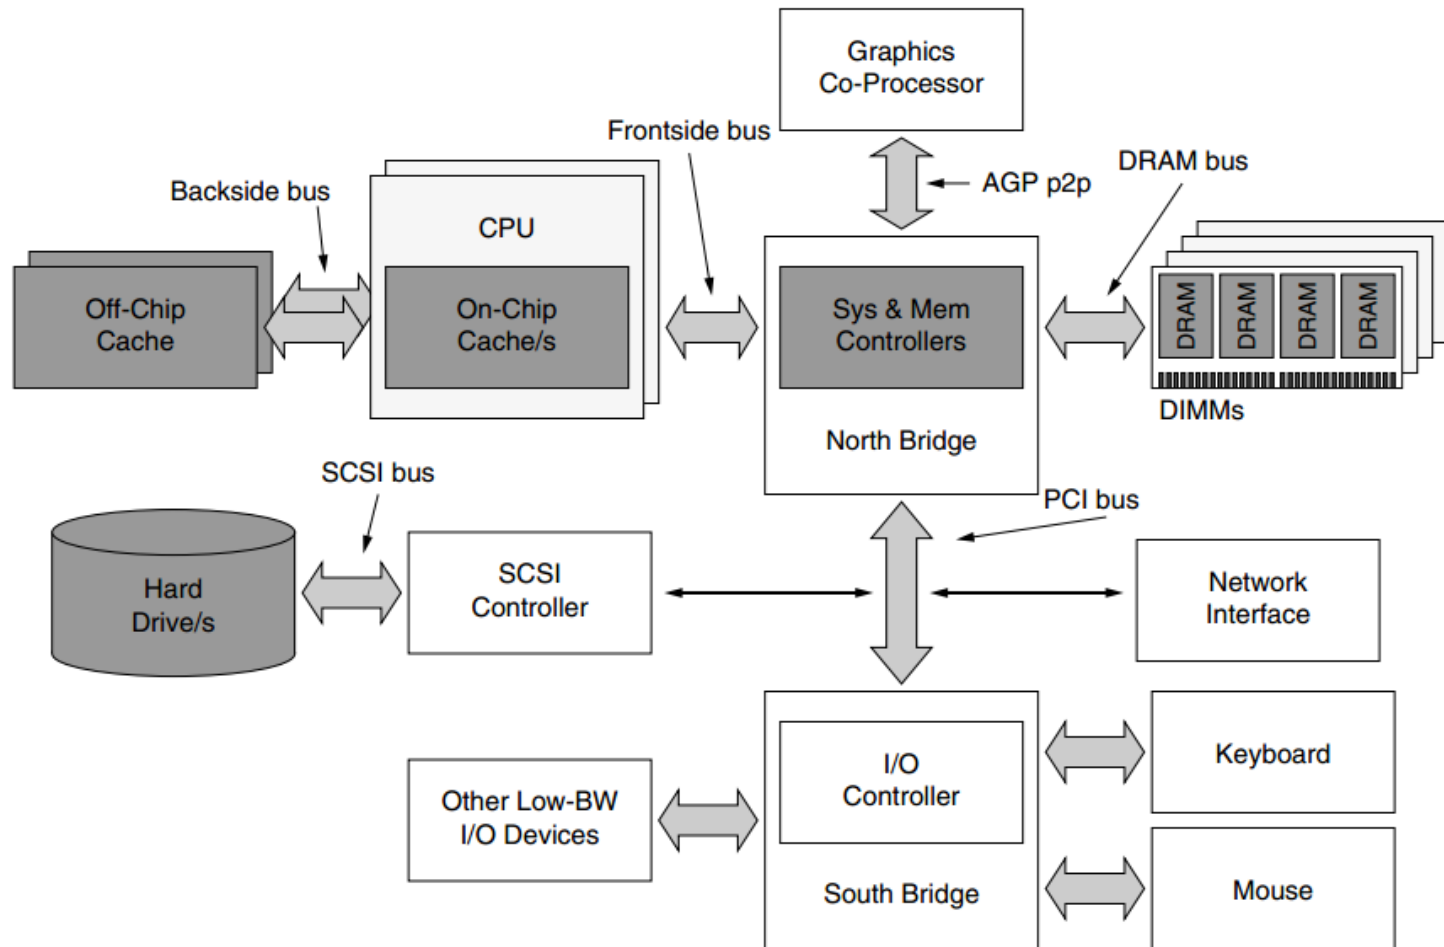 Graphics
Co-Processor
Frontside bus
Backside bus
AGP p2p
DRAM bus
CPU
Off-Chip
Cache
On-Chip
Cache/s
Sys & Mem
Controllers
DRAM
DRAM
DRAM
DRAM
DIMMs
North Bridge
SCSI bus
PCI bus
Hard
Drive/s
SCSI
Controller
Network
Interface
Other Low-BW
I/O Devices
I/O
Controller
Keyboard
South Bridge
Mouse